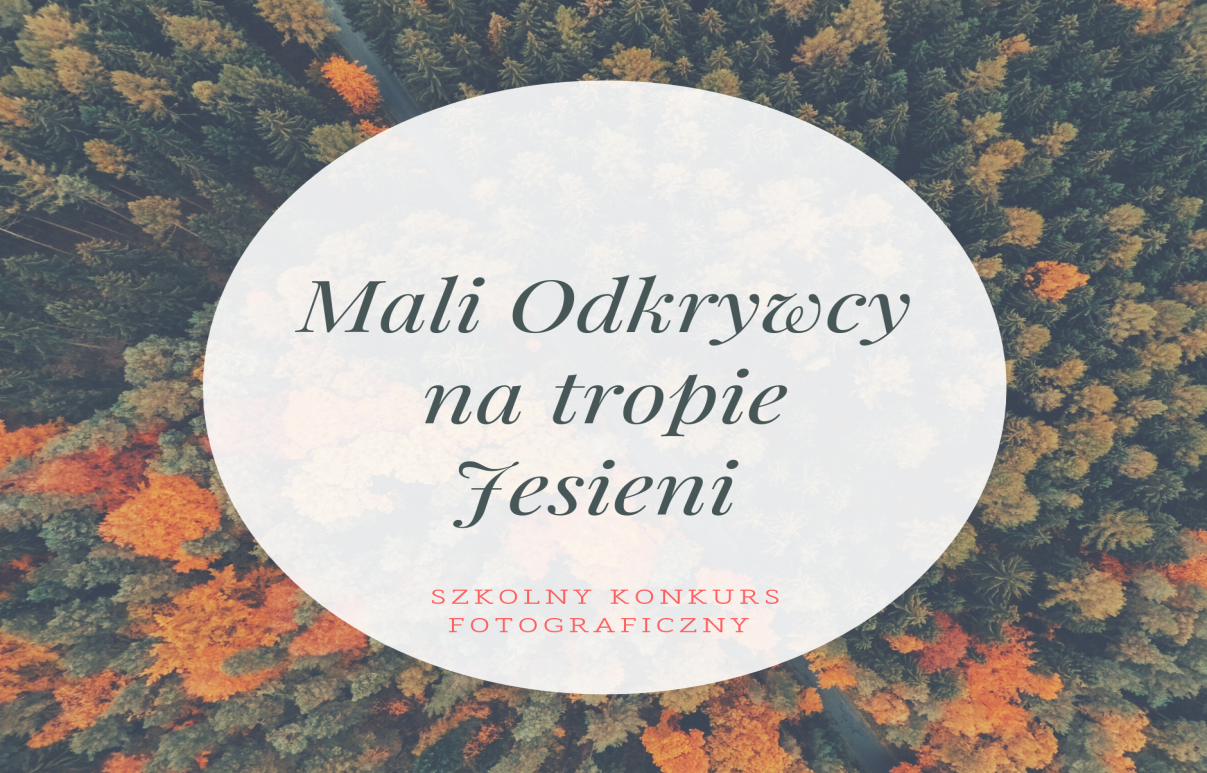 Mali Odkrywcy
na tropie
Jesieni
SZKOLNY KONKURS
FOTOGRAFICZNY